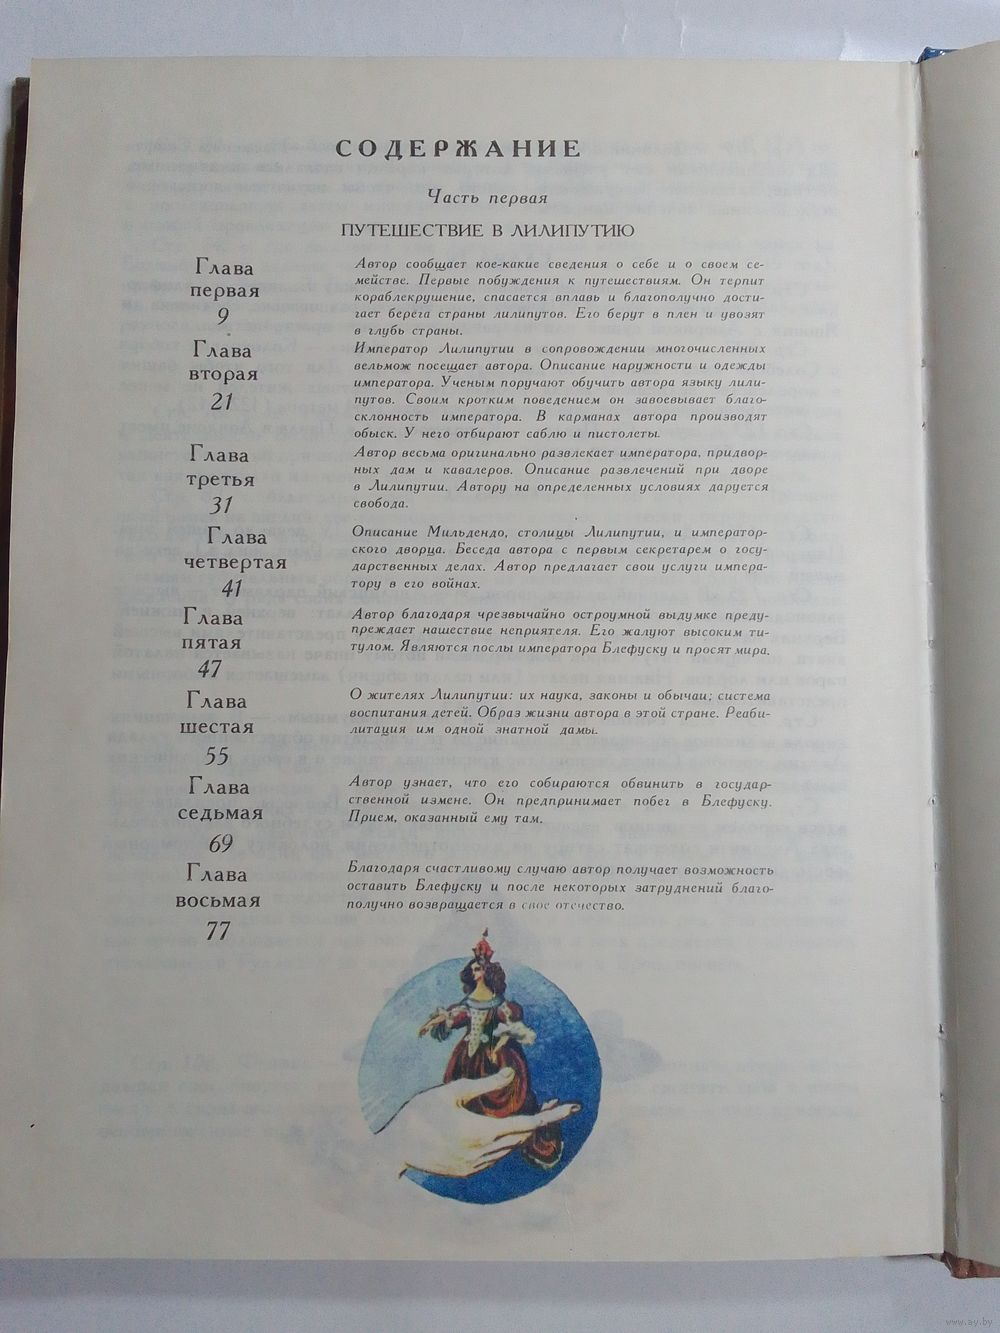 СОДЕРЖАНИЕ
Часть первая
ПУТЕШЕСТВИЕ В ЛИЛИПУТИЮ
Глава
первая
9
Автор сообщает кое-какие сведения о себе и о своем се-
мействе. Первые побуждения к путешествиям. Он терпит
кораблекрушение, спасается вплавь и благополучно дости-
гает берега страны лилипутов. Его берут в плен и увозят
в глубь страны.
Глава
вторая
21
Император Лилипутии в сопровождении многочисленных
вельмож посещает автора. Описание наружности и одежды
императора. Ученым поручают обучить автора языку лили-
путов. Своим кротким поведением он завоевывает благо-
склонность императора. В карманах автора производят
обыск. У него отбирают саблю и пистолеты.
Глава
третья
31
Автор весьма оригинально развлекает императора, придвор-
ных дам и кавалеров. Описание развлечений при дворе
в Лилипутии. Автору на определенных условиях даруется
свобода.
Глава
четвертая
41
Описание Мильдендо, столицы Лилипутии, и император-
ского дворца. Беседа автора с первым секретарем о госу-
дарственных делах. Автор предлагает свои услуги импера-
тору в его войнах.
Глава
пятая
47
Автор благодаря чрезвычайно остроумной выдумке преду-
преждает нашествие неприятеля. Его жалуют высоким ти-
тулом. Являются послы императора Блефуску и просят мира.
Глава
шестая
55
О жителях Лилипутии: их наука, законы и обычаи; система
воспитания детей. Образ жизни автора в этой стране. Реаби-
литация им одной знатной дамы.
Глава
седьмая
69
Автор узнает, что его собираются обвинить в государ-
ственной измене. Он предпринимает побег в Блефуску.
Прием, оказанный ему там.
Глава
восьмая
77
Благодаря счастливому случаю автор получает возможность
оставить Блефуску и после некоторых затруднений благо-
получно возвращается в свое отечество.
www.ay.by